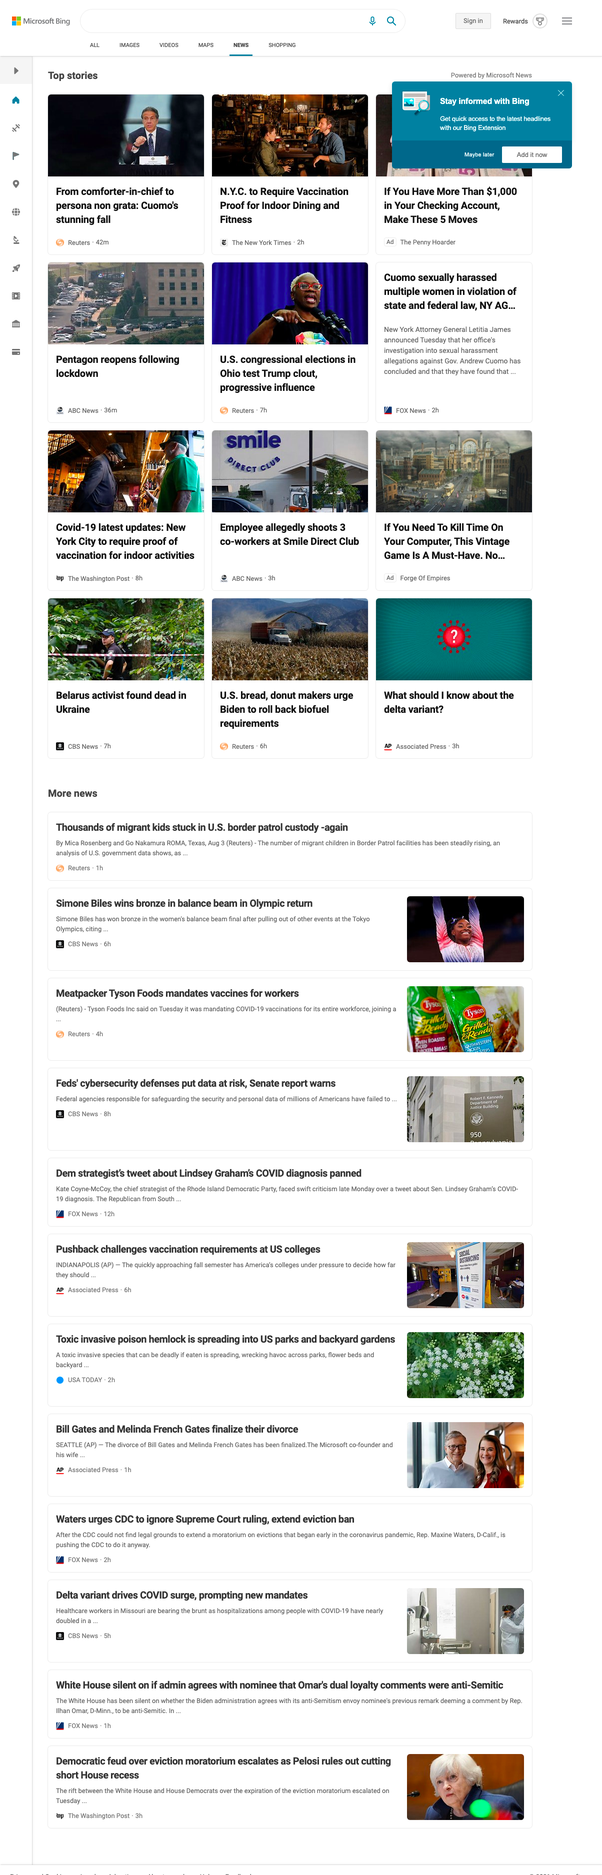 Microsoft Bing
Sign in
Rewards
ALL
IMAGES
VIDEOS
MAPS
NEWS
SHOPPING
Top stories
Powered by Microsoft News
Stay informed with Bing
Get quick access to the latest headlines
with our Bing Extension
Maybe later
Add it now
From comforter-in-chief to
persona non grata: Cuomo's
stunning fall
Reuters · 42m
N.Y.C. to Require Vaccination
Proof for Indoor Dining and
Fitness
The New York Times · 2h
If You Have More Than $1,000
in Your Checking Account,
Make These 5 Moves
Ad The Penny Hoarder
Pentagon reopens following
lockdown
ABC News · 36m
U.S. congressional elections in
Ohio test Trump clout,
progressive influence
Reuters · 7h
Cuomo sexually harassed
multiple women in violation of
state and federal law, NY AG...
New York Attorney General Letitia James
announced Tuesday that her office's
investigation into sexual harassment
allegations against Gov. Andrew Cuomo has
concluded and that they have found that ...
FOX News · 2h
Covid-19 latest updates: New
York City to require proof of
vaccination for indoor activities
wp The Washington Post · 8h
smile
DIRECT CLUB
Employee allegedly shoots 3
co-workers at Smile Direct Club
ABC News · 3h
If You Need To Kill Time On
Your Computer, This Vintage
Game Is A Must-Have. No...
Ad Forge Of Empires
Belarus activist found dead in
Ukraine
CBS News · 7h
U.S. bread, donut makers urge
Biden to roll back biofuel
requirements
Reuters · 6h
?
What should I know about the
delta variant?
AP Associated Press · 3h
More news
Thousands of migrant kids stuck in U.S. border patrol custody -again
By Mica Rosenberg and Go Nakamura ROMA, Texas, Aug 3 (Reuters) - The number of migrant children in Border Patrol facilities has been steadily rising, an
analysis of U.S. government data shows, as ...
Reuters · 1h
Simone Biles wins bronze in balance beam in Olympic return
Simone Biles has won bronze in the women's balance beam final after pulling out of other events at the Tokyo
Olympics, citing ...
CBS News · 6h
Meatpacker Tyson Foods mandates vaccines for workers
(Reuters) - Tyson Foods Inc said on Tuesday it was mandating COVID-19 vaccinations for its entire workforce, joining a
...
Reuters · 4h
Tyson
Tyson
Grilled
& Ready
Grilled
& Ready
Feds' cybersecurity defenses put data at risk, Senate report warns
Federal agencies responsible for safeguarding the security and personal data of millions of Americans have failed to ...
CBS News · 8h
Robert F. Kennedy
Department of
Justice Building
950
Pennsylvania
Dem strategist's tweet about Lindsey Graham's COVID diagnosis panned
Kate Coyne-McCoy, the chief strategist of the Rhode Island Democratic Party, faced swift criticism late Monday over a tweet about Sen. Lindsey Graham's COVID-
19 diagnosis. The Republican from South ...
FOX News · 12h
Pushback challenges vaccination requirements at US colleges
INDIANAPOLIS (AP) — The quickly approaching fall semester has America's colleges under pressure to decide how far
they should ...
AP Associated Press · 6h
SOCIAL
DISTANCING
Toxic invasive poison hemlock is spreading into US parks and backyard gardens
A toxic invasive species that can be deadly if eaten is spreading, wrecking havoc across parks, flower beds and
backyard ...
USA TODAY · 2h
Bill Gates and Melinda French Gates finalize their divorce
SEATTLE (AP) — The divorce of Bill Gates and Melinda French Gates has been finalized.The Microsoft co-founder and
his wife ...
AP Associated Press · 1h
Waters urges CDC to ignore Supreme Court ruling, extend eviction ban
After the CDC could not find legal grounds to extend a moratorium on evictions that began early in the coronavirus pandemic, Rep. Maxine Waters, D-Calif., is
pushing the CDC to do it anyway.
FOX News · 2h
Delta variant drives COVID surge, prompting new mandates
Healthcare workers in Missouri are bearing the brunt as hospitalizations among people with COVID-19 have nearly
doubled in a ...
CBS News · 5h
White House silent on if admin agrees with nominee that Omar's dual loyalty comments were anti-Semitic
The White House has been silent on whether the Biden administration agrees with its anti-Semitism envoy nominee's previous remark deeming a comment by Rep.
Ilhan Omar, D-Minn., to be anti-Semitic. In ...
FOX News · 1h
Democratic feud over eviction moratorium escalates as Pelosi rules out cutting
short House recess
The rift between the White House and House Democrats over the expiration of the eviction moratorium escalated on
Tuesday ...
wp The Washington Post · 3h